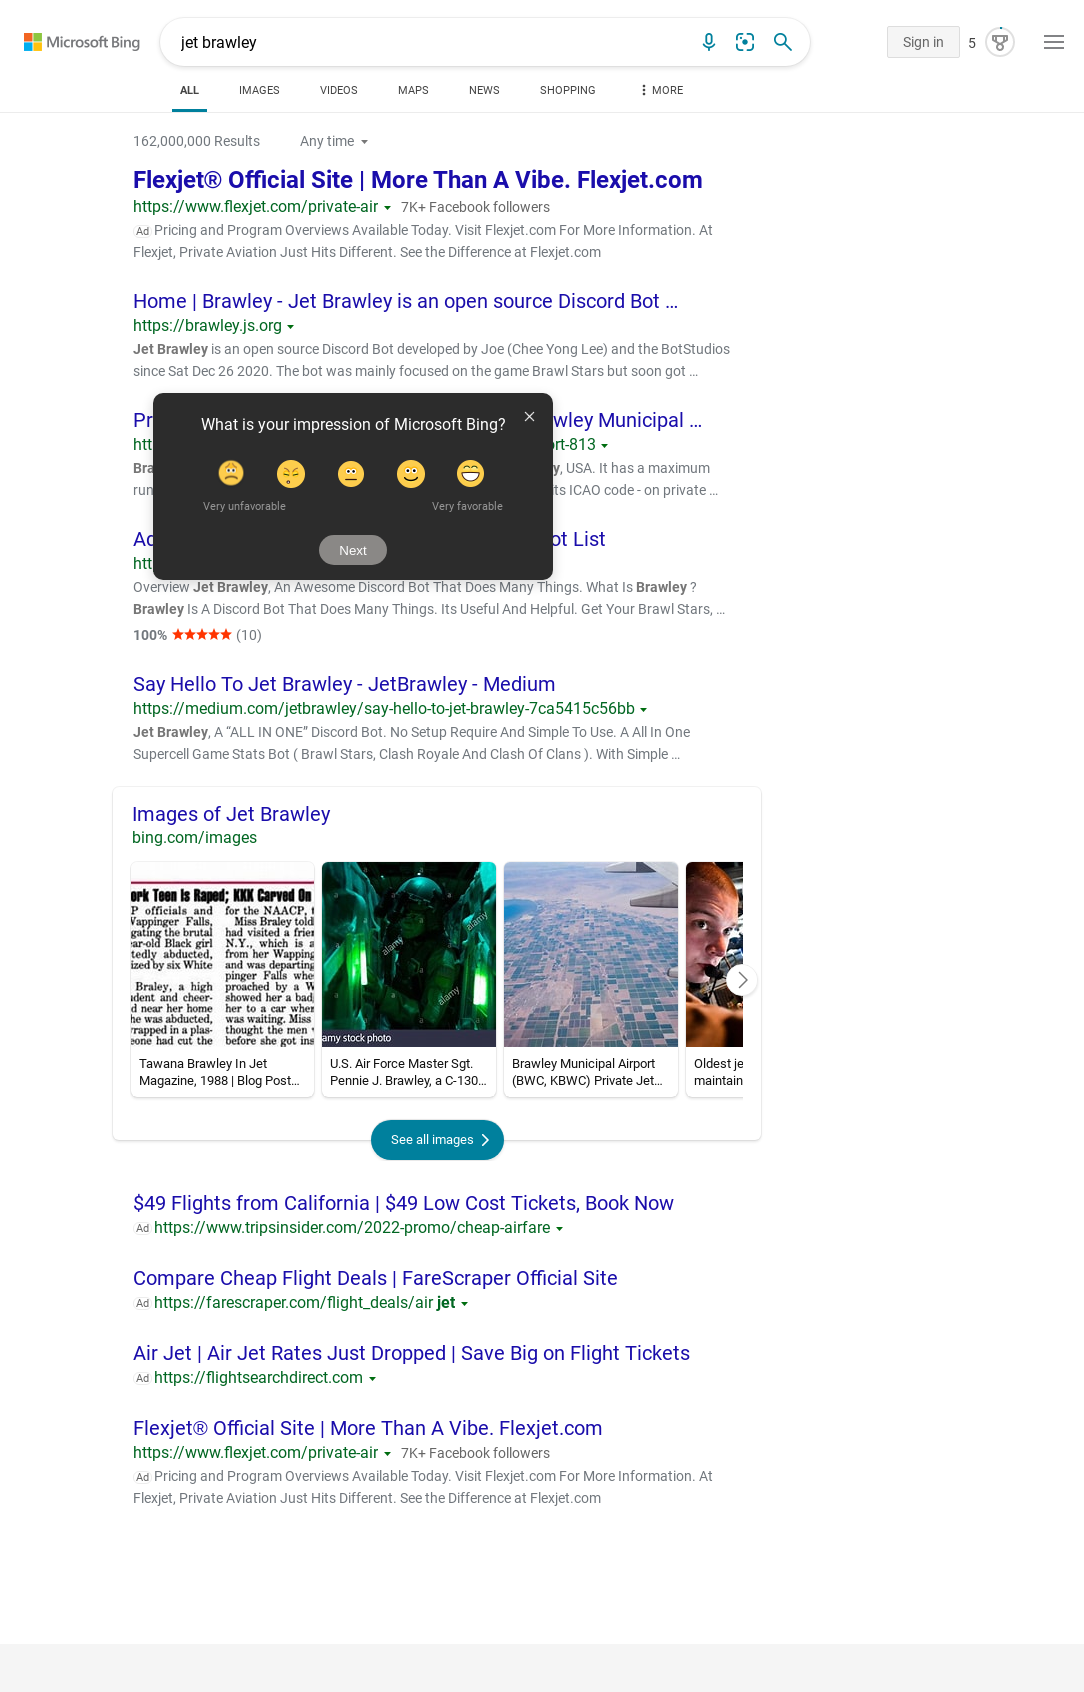 Microsoft Bing
jet brawley
Sign in
5
ALL
IMAGES
VIDEOS
MAPS
NEWS
SHOPPING
MORE
162,000,000 Results
Any time
Flexjet® Official Site | More Than A Vibe. Flexjet.com
https://www.flexjet.com/private-air
7K+ Facebook followers
Ad Pricing and Program Overviews Available Today. Visit Flexjet.com For More Information. At
Flexjet, Private Aviation Just Hits Different. See the Difference at Flexjet.com
Home | Brawley - Jet Brawley is an open source Discord Bot …
https://brawley.js.org
Jet Brawley is an open source Discord Bot developed by Joe (Chee Yong Lee) and the BotStudios
since Sat Dec 26 2020. The bot was mainly focused on the game Brawl Stars but soon got …
Pr
wley Municipal …
htt
ort-813
Bra
y, USA. It has a maximum
run
ts ICAO code - on private …
What is your impression of Microsoft Bing?
Very unfavorable
Very favorable
Next
Ad
ot List
htt
Overview Jet Brawley, An Awesome Discord Bot That Does Many Things. What Is Brawley ?
Brawley Is A Discord Bot That Does Many Things. Its Useful And Helpful. Get Your Brawl Stars, …
100%
(10)
Say Hello To Jet Brawley - JetBrawley - Medium
https://medium.com/jetbrawley/say-hello-to-jet-brawley-7ca5415c56bb
Jet Brawley, A “ALL IN ONE” Discord Bot. No Setup Require And Simple To Use. A All In One
Supercell Game Stats Bot ( Brawl Stars, Clash Royale And Clash Of Clans ). With Simple …
Images of Jet Brawley
bing.com/images
ork Teen Is Raped; KKK Carved On
P officials and
Wappinger Falls,
gating the brutal
ear-old Black girl
tedly abducted,
ized by six White
Braley, a high
udent and cheer-
d near her home
he was abducted,
wrapped in a plas-
eone had cut the
for the NAACP, t
Miss Braley told
had visited a frie
N.Y., which is a
from her Wapping
and was departing
pinger Falls whe
proached by a W
showed her a bad
her to a car wher
was waiting. Miss
thought the men w
before she got ins
alamy
alamy
alamy
a
a
a
a
a
amy stock photo
Tawana Brawley In Jet
Magazine, 1988 | Blog Post…
U.S. Air Force Master Sgt.
Pennie J. Brawley, a C-130…
Brawley Municipal Airport
(BWC, KBWC) Private Jet…
Oldest je
maintain
See all images
$49 Flights from California | $49 Low Cost Tickets, Book Now
Ad https://www.tripsinsider.com/2022-promo/cheap-airfare
Compare Cheap Flight Deals | FareScraper Official Site
Ad https://farescraper.com/flight_deals/air jet
Air Jet | Air Jet Rates Just Dropped | Save Big on Flight Tickets
Ad https://flightsearchdirect.com
Flexjet® Official Site | More Than A Vibe. Flexjet.com
https://www.flexjet.com/private-air
7K+ Facebook followers
Ad Pricing and Program Overviews Available Today. Visit Flexjet.com For More Information. At
Flexjet, Private Aviation Just Hits Different. See the Difference at Flexjet.com